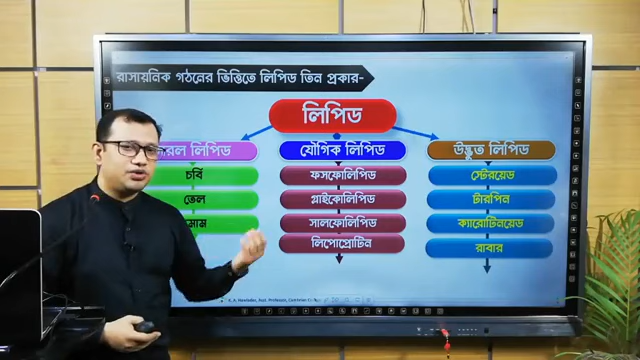 রাসায়নিক গঠনের ভিত্তিতে লিপিড তিন প্রকার-
লিপিড
সরল লিপিড
চর্বি
তেল
মোম
যৌগিক লিপিড
ফসফোলিপিড
গ্লাইকোলিপিড
সালফোলিপিড
লিপোপ্রোটিন
উদ্ভুত লিপিড
স্টেরয়েড
টারপিন
ক্যারোটিনয়েড
রাবার